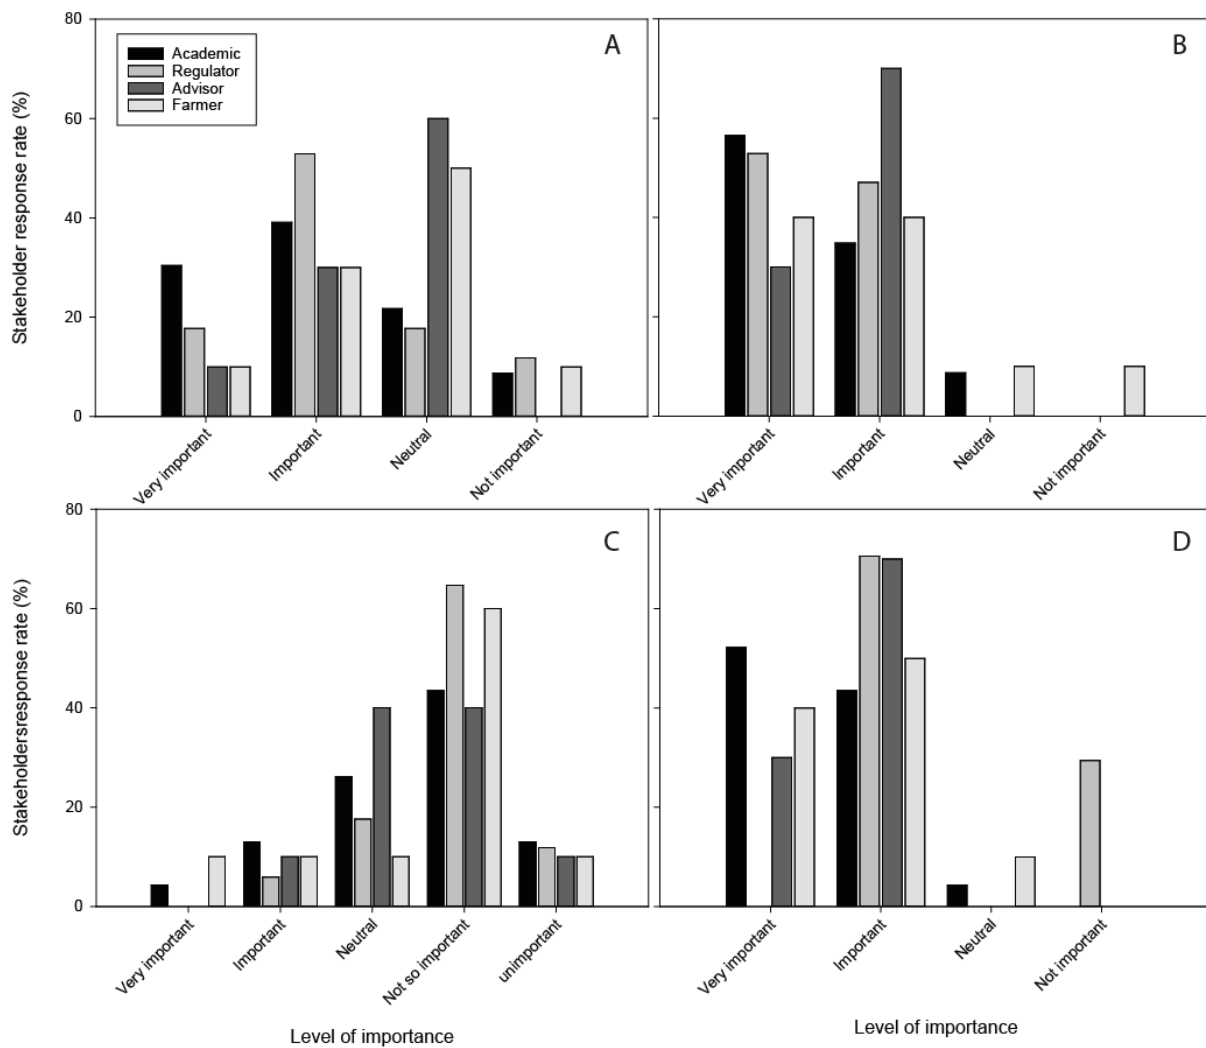 80
60
40
20
0
Stakeholder response rate (%)
Academic
Regulator
Advisor
Farmer
A
B
Very important
Important
Neutral
Not important
Very important
Important
Neutral
Not important
80
60
40
20
0
Stakeholdersresponse rate (%)
C
D
Very important
Important
Neutral
Not so important
unimportant
Very important
Important
Neutral
Not important
Level of importance
Level of importance